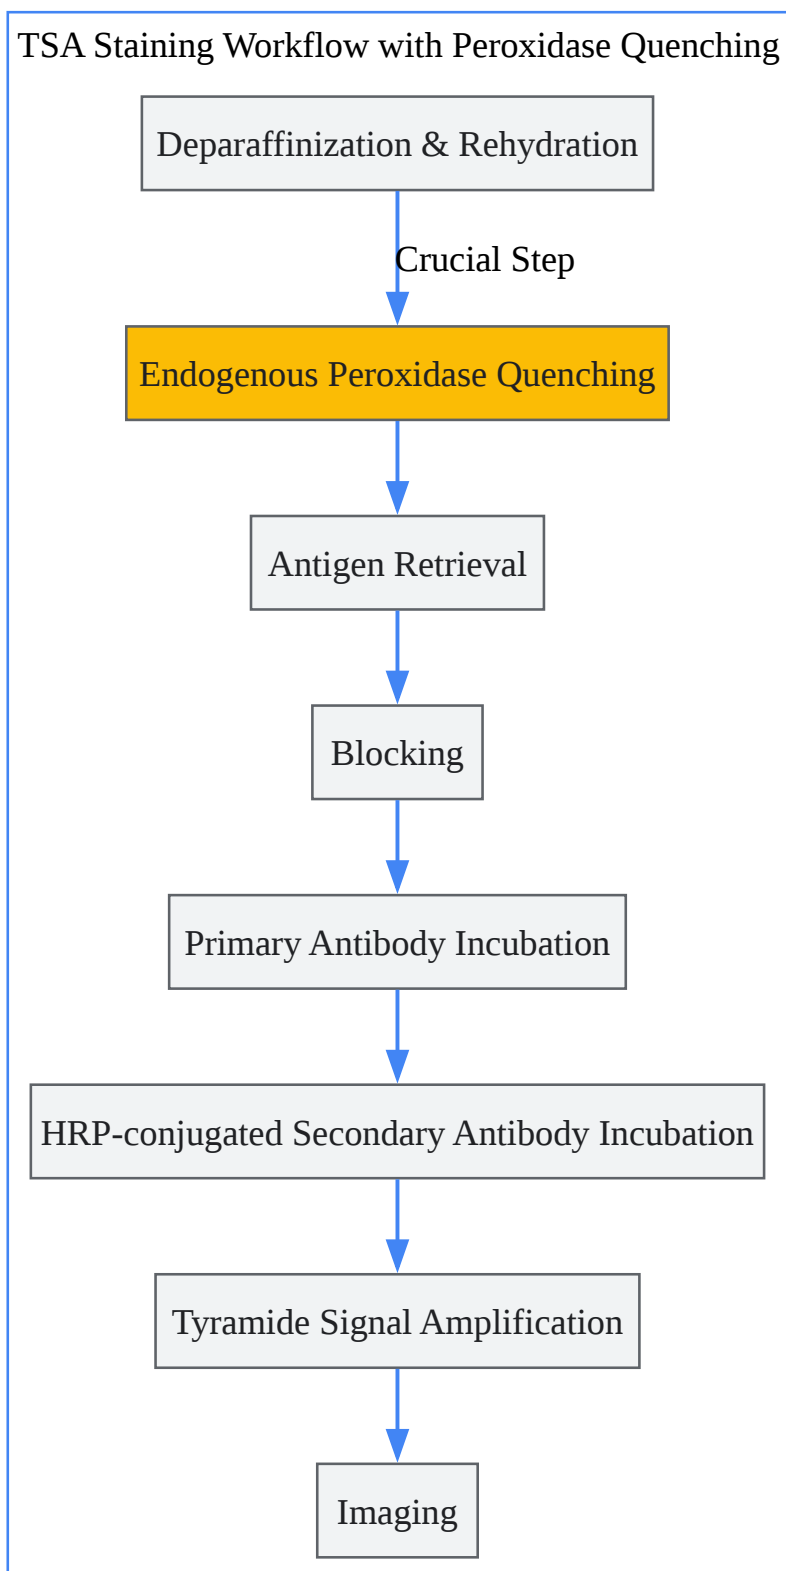 TSA Staining Workflow with Peroxidase Quenching
Deparaffinization & Rehydration
Crucial Step
Endogenous Peroxidase Quenching
Antigen Retrieval
Blocking
Primary Antibody Incubation
HRP-conjugated Secondary Antibody Incubation
Tyramide Signal Amplification
Imaging